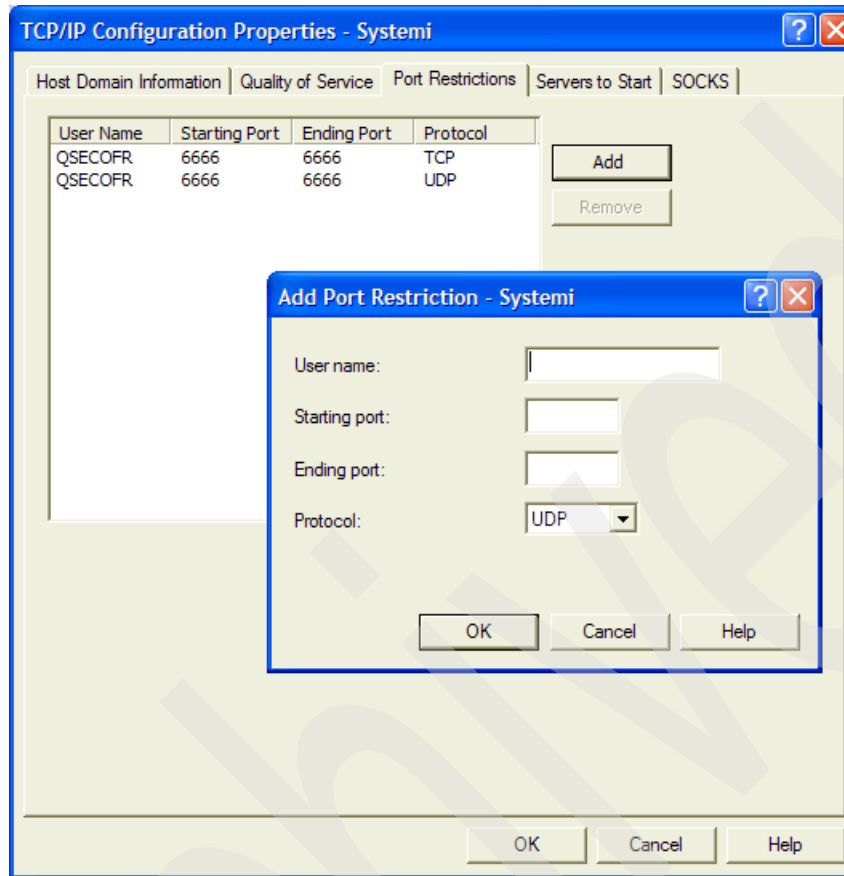 TCP/IP Configuration Properties - Systemi
Host Domain Information Quality of Service Port Restrictions Servers to Start SOCKS
User Name Starting Port Ending Port Protocol
QSECOFR 6666 6666 TCP
QSECOFR 6666 6666 UDP
Add
Remove
Add Port Restriction - Systemi
User name:
Starting port:
Ending port:
Protocol: UDP
OK Cancel Help
OK Cancel Help